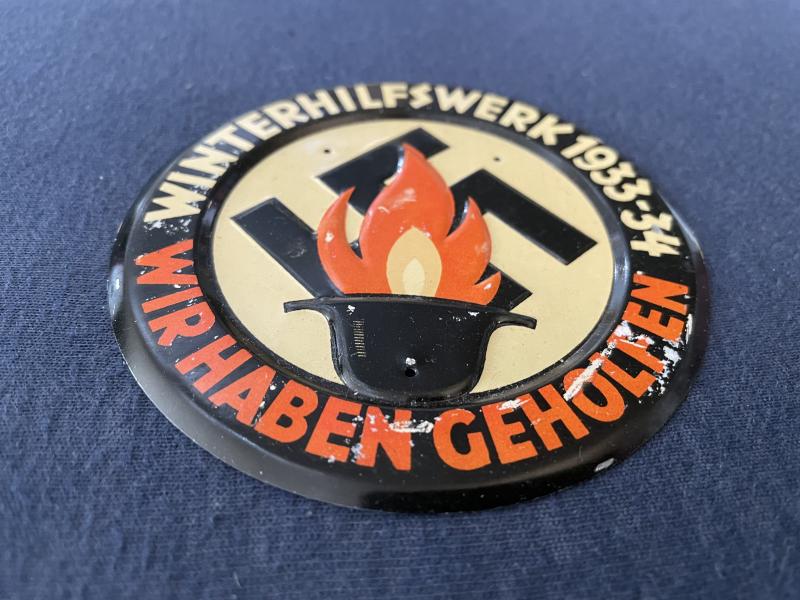 WINTERHILFSWERK 1933-34
WIR HABEN GEHOLFEN